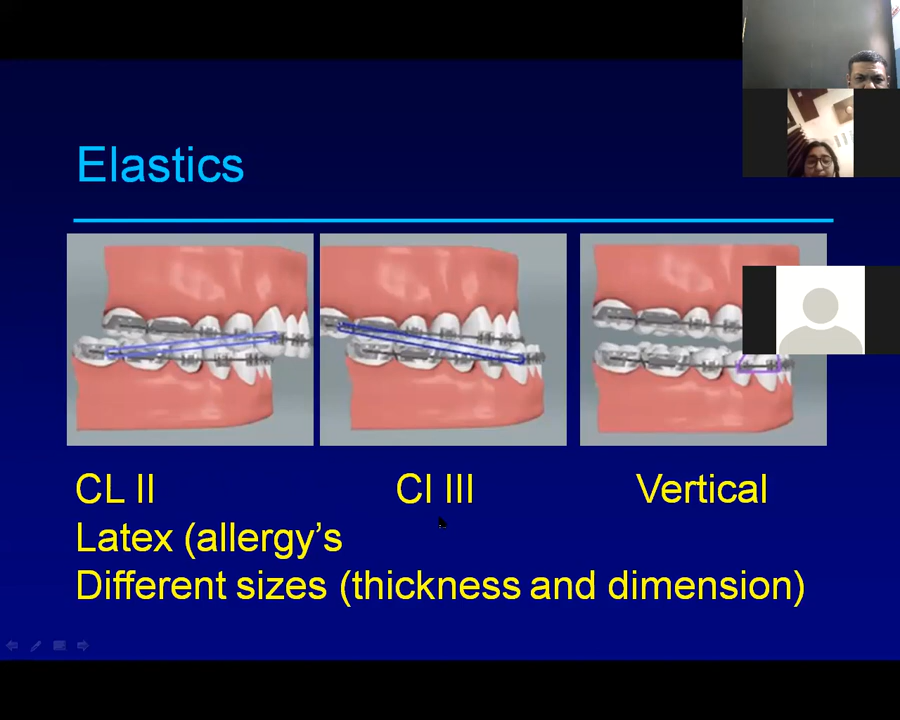 Elastics
CL II Cl III Vertical
Latex (allergy’s
Different sizes (thickness and dimension)